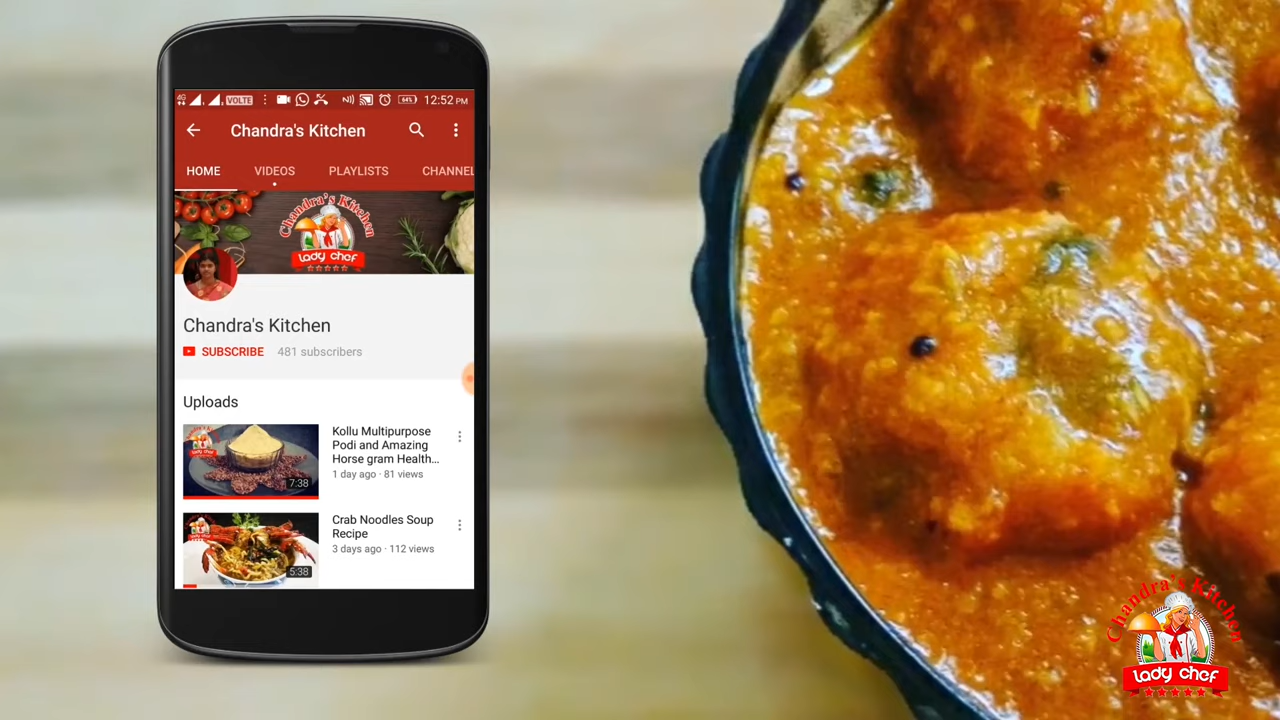 4G VOLTE 64% 12:52 PM
Chandra's Kitchen
HOME VIDEOS PLAYLISTS CHANNEL
Chandra's Kitchen
Lady Chef
Chandra's Kitchen
SUBSCRIBE 481 subscribers
Uploads
Kollu Multipurpose
Podi and Amazing
Horse gram Health...
1 day ago · 81 views
7:38
Crab Noodles Soup
Recipe
3 days ago · 112 views
5:38
Chandra's Kitchen
Lady Chef